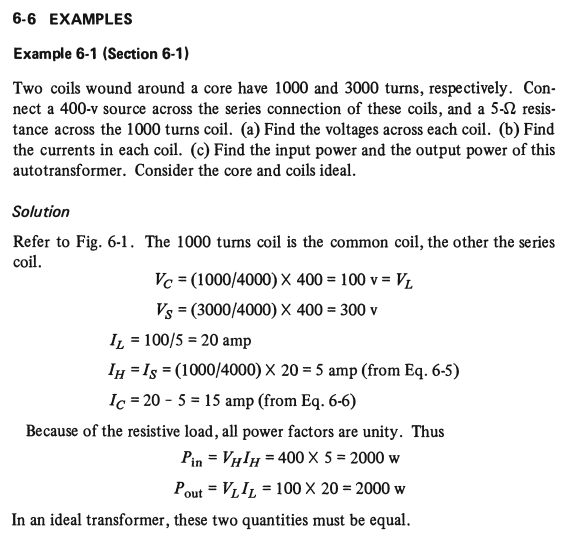 6-6 EXAMPLES
Example 6-1 (Section 6-1)
Two coils wound around a core have 1000 and 3000 turns, respectively. Con-
nect a 400-v source across the series connection of these coils, and a 5-Ω resis-
tance across the 1000 turns coil. (a) Find the voltages across each coil. (b) Find
the currents in each coil. (c) Find the input power and the output power of this
autotransformer. Consider the core and coils ideal.
Solution
Refer to Fig. 6-1. The 1000 turns coil is the common coil, the other the series
coil.
V_C = (1000/4000) × 400 = 100 v = V_L
V_S = (3000/4000) × 400 = 300 v
I_L = 100/5 = 20 amp
I_H = I_S = (1000/4000) × 20 = 5 amp (from Eq. 6-5)
I_C = 20 - 5 = 15 amp (from Eq. 6-6)
Because of the resistive load, all power factors are unity. Thus
P_in = V_H I_H = 400 × 5 = 2000 w
P_out = V_L I_L = 100 × 20 = 2000 w
In an ideal transformer, these two quantities must be equal.